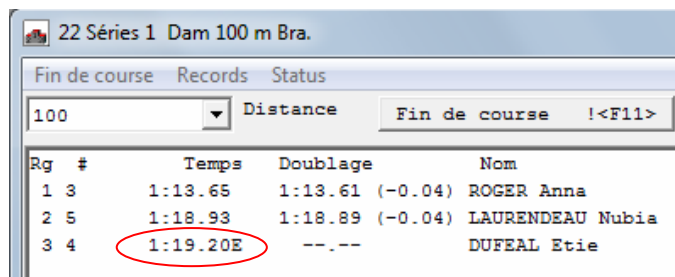 22 Séries 1 Dam 100 m Bra.
Fin de course Records Status
100 Distance Fin de course !<F11>
Rg # Temps Doublage Nom
1 3 1:13.65 1:13.61 (-0.04) ROGER Anna
2 5 1:18.93 1:18.89 (-0.04) LAURENDEAU Nubia
3 4 1:19.20E --.-- DUFEAL Etie